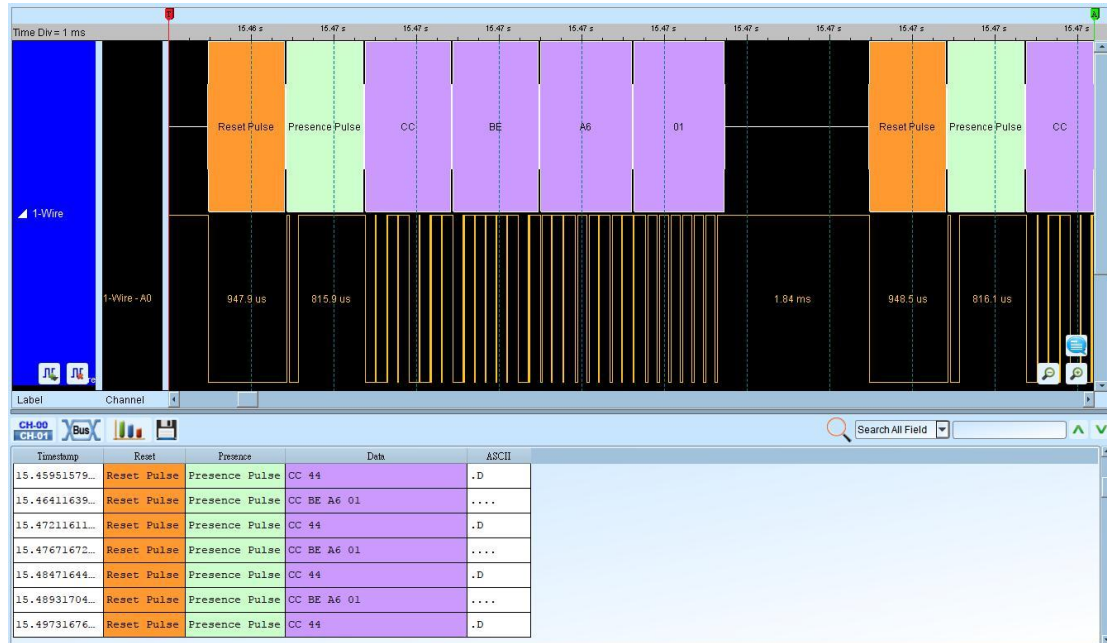 T A
Time Div = 1 ms 15.46 s 15.47 s 15.47 s 15.47 s 15.47 s 15.47 s 15.47 s 15.47 s 15.47 s 15.47 s 15.47 s
Reset Pulse Presence Pulse CC BE A6 01 Reset Pulse Presence Pulse CC
1-Wire
1-Wire - A0 947.9 us 815.9 us 1.84 ms 948.5 us 816.1 us
Label Channel
CH-00
CH-01 Bus Search All Field
Timestamp Reset Presence Data ASCII
15.45951579... Reset Pulse Presence Pulse CC 44 .D
15.46411639... Reset Pulse Presence Pulse CC BE A6 01 ....
15.47211611... Reset Pulse Presence Pulse CC 44 .D
15.47671672... Reset Pulse Presence Pulse CC BE A6 01 ....
15.48471644... Reset Pulse Presence Pulse CC 44 .D
15.48931704... Reset Pulse Presence Pulse CC BE A6 01 ....
15.49731676... Reset Pulse Presence Pulse CC 44 .D